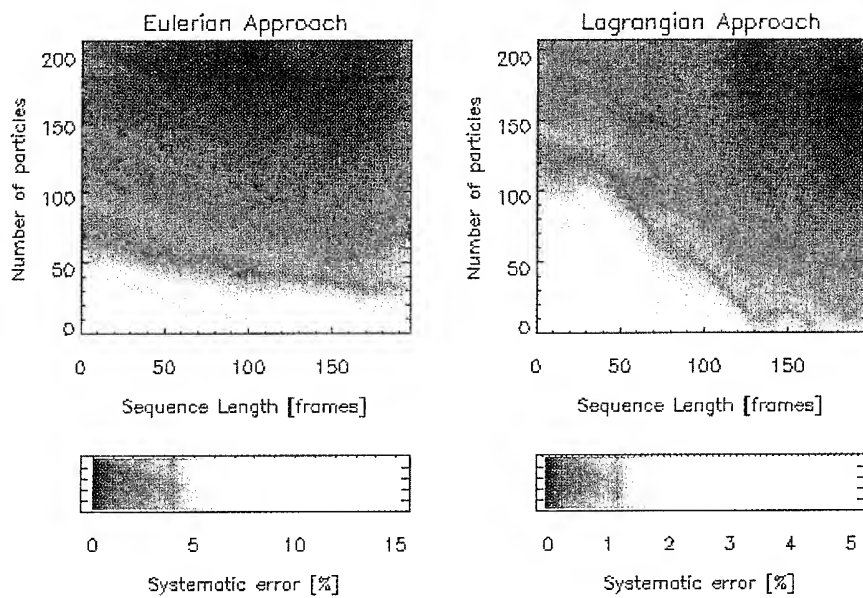 Eulerian Approach
Number of particles
200
150
100
50
0
0 50 100 150
Sequence Length [frames]
0 5 10 15
Systematic error [%]
Lagrangian Approach
Number of particles
200
150
100
50
0
0 50 100 150
Sequence Length [frames]
0 1 2 3 4 5
Systematic error [%]